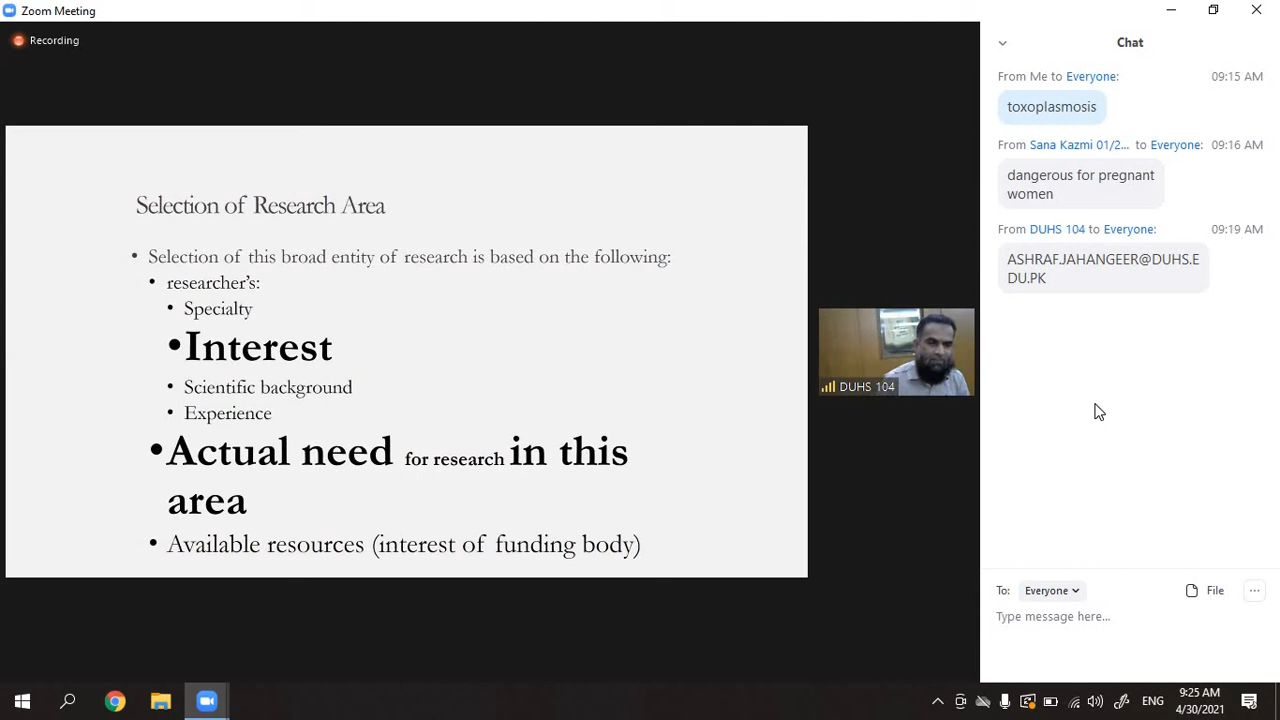 Zoom Meeting
Recording
Selection of Research Area
• Selection of this broad entity of research is based on the following:
• researcher's:
• Specialty
•Interest
• Scientific background
• Experience
•Actual need for research in this
area
• Available resources (interest of funding body)
DUHS 104
Chat
From Me to Everyone: 09:15 AM
toxoplasmosis
From Sana Kazmi 01/2... to Everyone: 09:16 AM
dangerous for pregnant
women
From DUHS 104 to Everyone: 09:19 AM
ASHRAF.JAHANGEER@DUHS.E
DU.PK
To: Everyone File ...
Type message here...
ENG
9:25 AM
4/30/2021